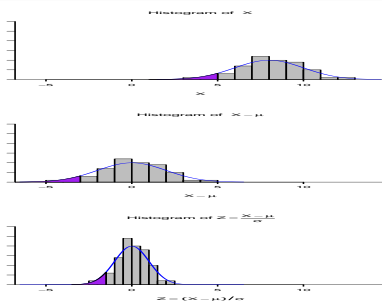 Histogram of X
−5 0 5 10
X
Histogram of X − μ
−5 0 5 10
X − μ
Histogram of Z = X − μ / σ
−5 0 5 10
Z = (X − μ)/σ